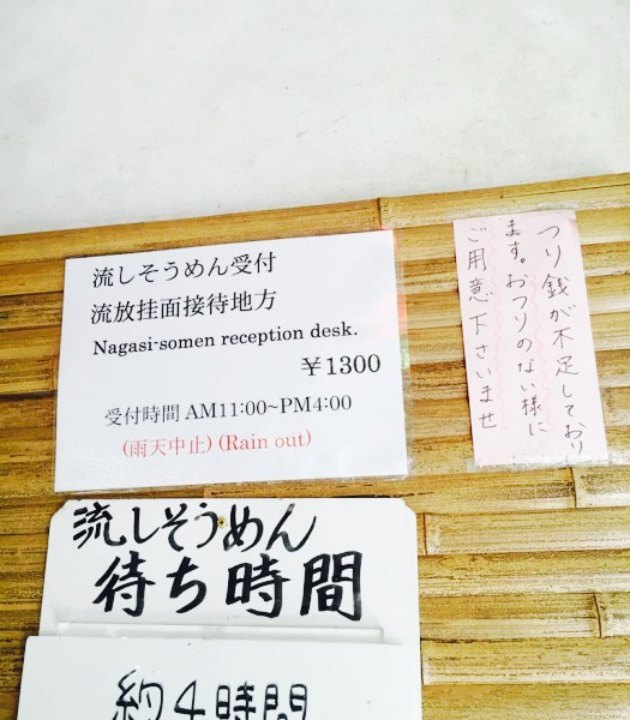 流しそうめん受付
流放挂面接待地方
Nagasi-somen reception desk.
￥1300
受付時間 AM11:00~PM4:00
(雨天中止) (Rain out)
つり銭が不足しており
ます。おつりのない様に
ご用意下さいませ
流しそうめん
待ち時間
約4時間